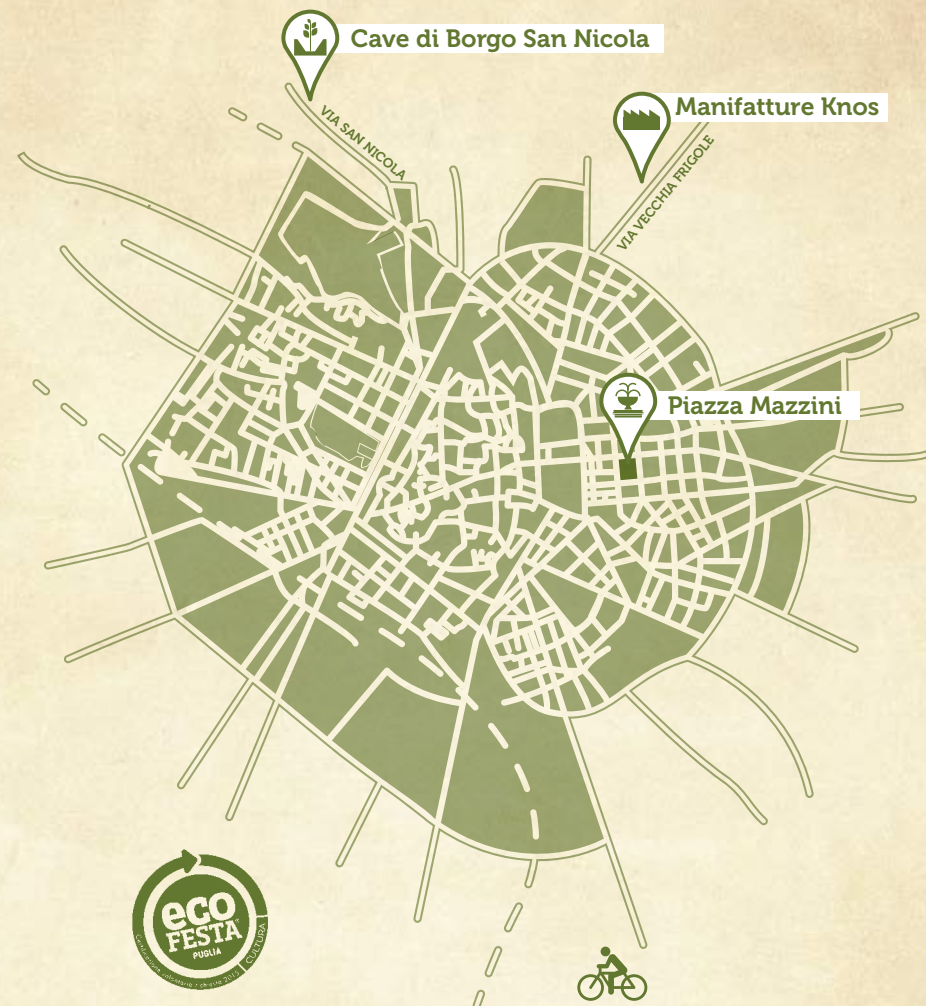 Cave di Borgo San Nicola
VIA SAN NICOLA
Manifatture Knos
VIA VECCHIA FRIGOLE
Piazza Mazzini
eco
FESTA
PUGLIA
CULTURA